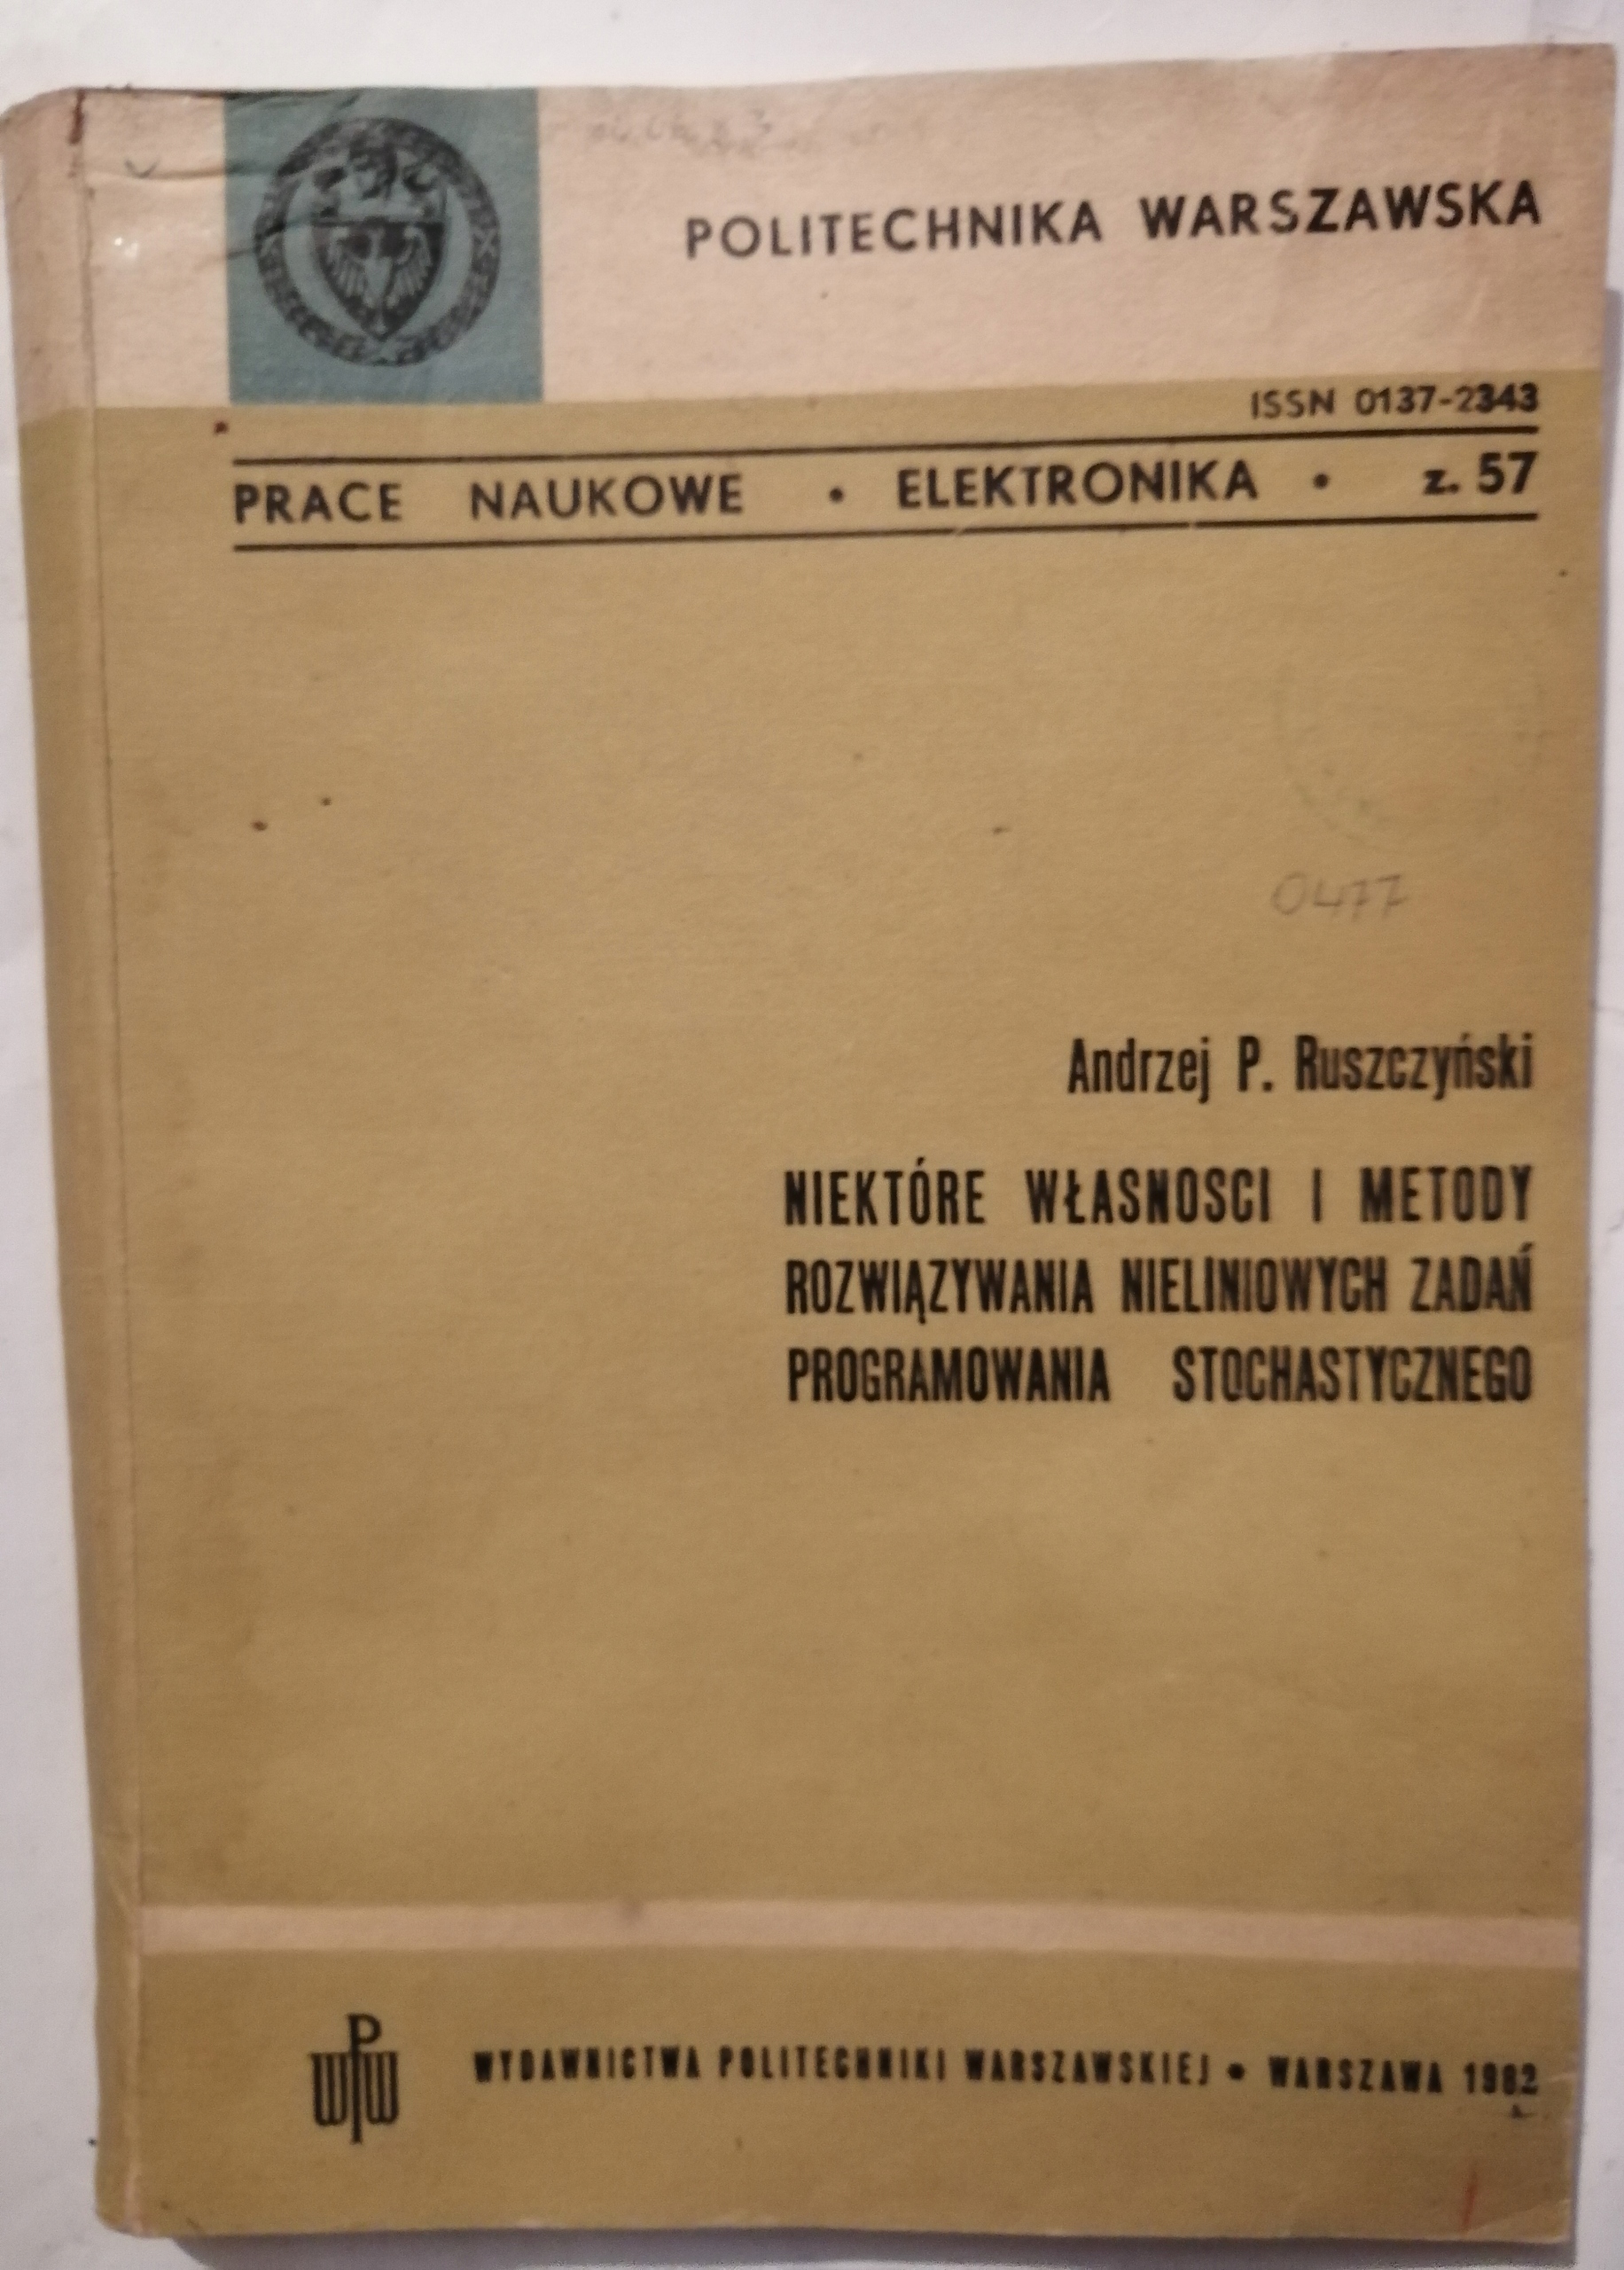 POLITECHNIKA WARSZAWSKA
ISSN 0137-2343
PRACE NAUKOWE • ELEKTRONIKA • z. 57
0477
Andrzej P. Ruszczyński
NIEKTÓRE WŁASNOSCI I METODY
ROZWIĄZYWANIA NIELINIOWYCH ZADAŃ
PROGRAMOWANIA STOCHASTYCZNEGO
WPW
WYDAWNICTWA POLITECHNIKI WARSZAWSKIEJ • WARSZAWA 1982